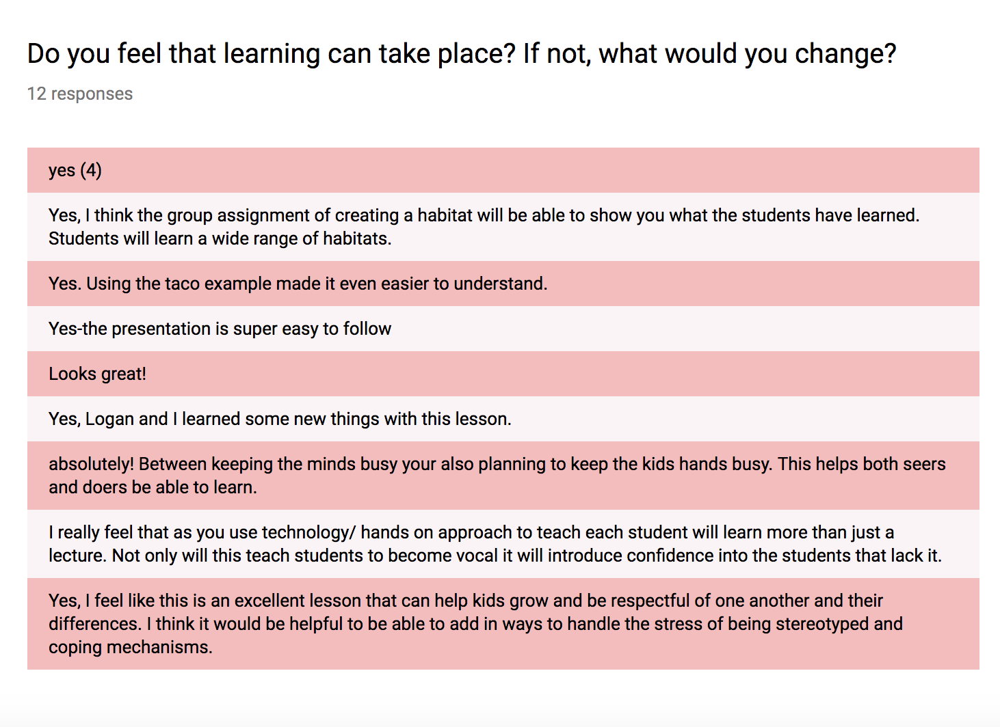 Do you feel that learning can take place? If not, what would you change?
12 responses
yes (4)
Yes, I think the group assignment of creating a habitat will be able to show you what the students have learned.
Students will learn a wide range of habitats.
Yes. Using the taco example made it even easier to understand.
Yes-the presentation is super easy to follow
Looks great!
Yes, Logan and I learned some new things with this lesson.
absolutely! Between keeping the minds busy your also planning to keep the kids hands busy. This helps both seers
and doers be able to learn.
I really feel that as you use technology/ hands on approach to teach each student will learn more than just a
lecture. Not only will this teach students to become vocal it will introduce confidence into the students that lack it.
Yes, I feel like this is an excellent lesson that can help kids grow and be respectful of one another and their
differences. I think it would be helpful to be able to add in ways to handle the stress of being stereotyped and
coping mechanisms.